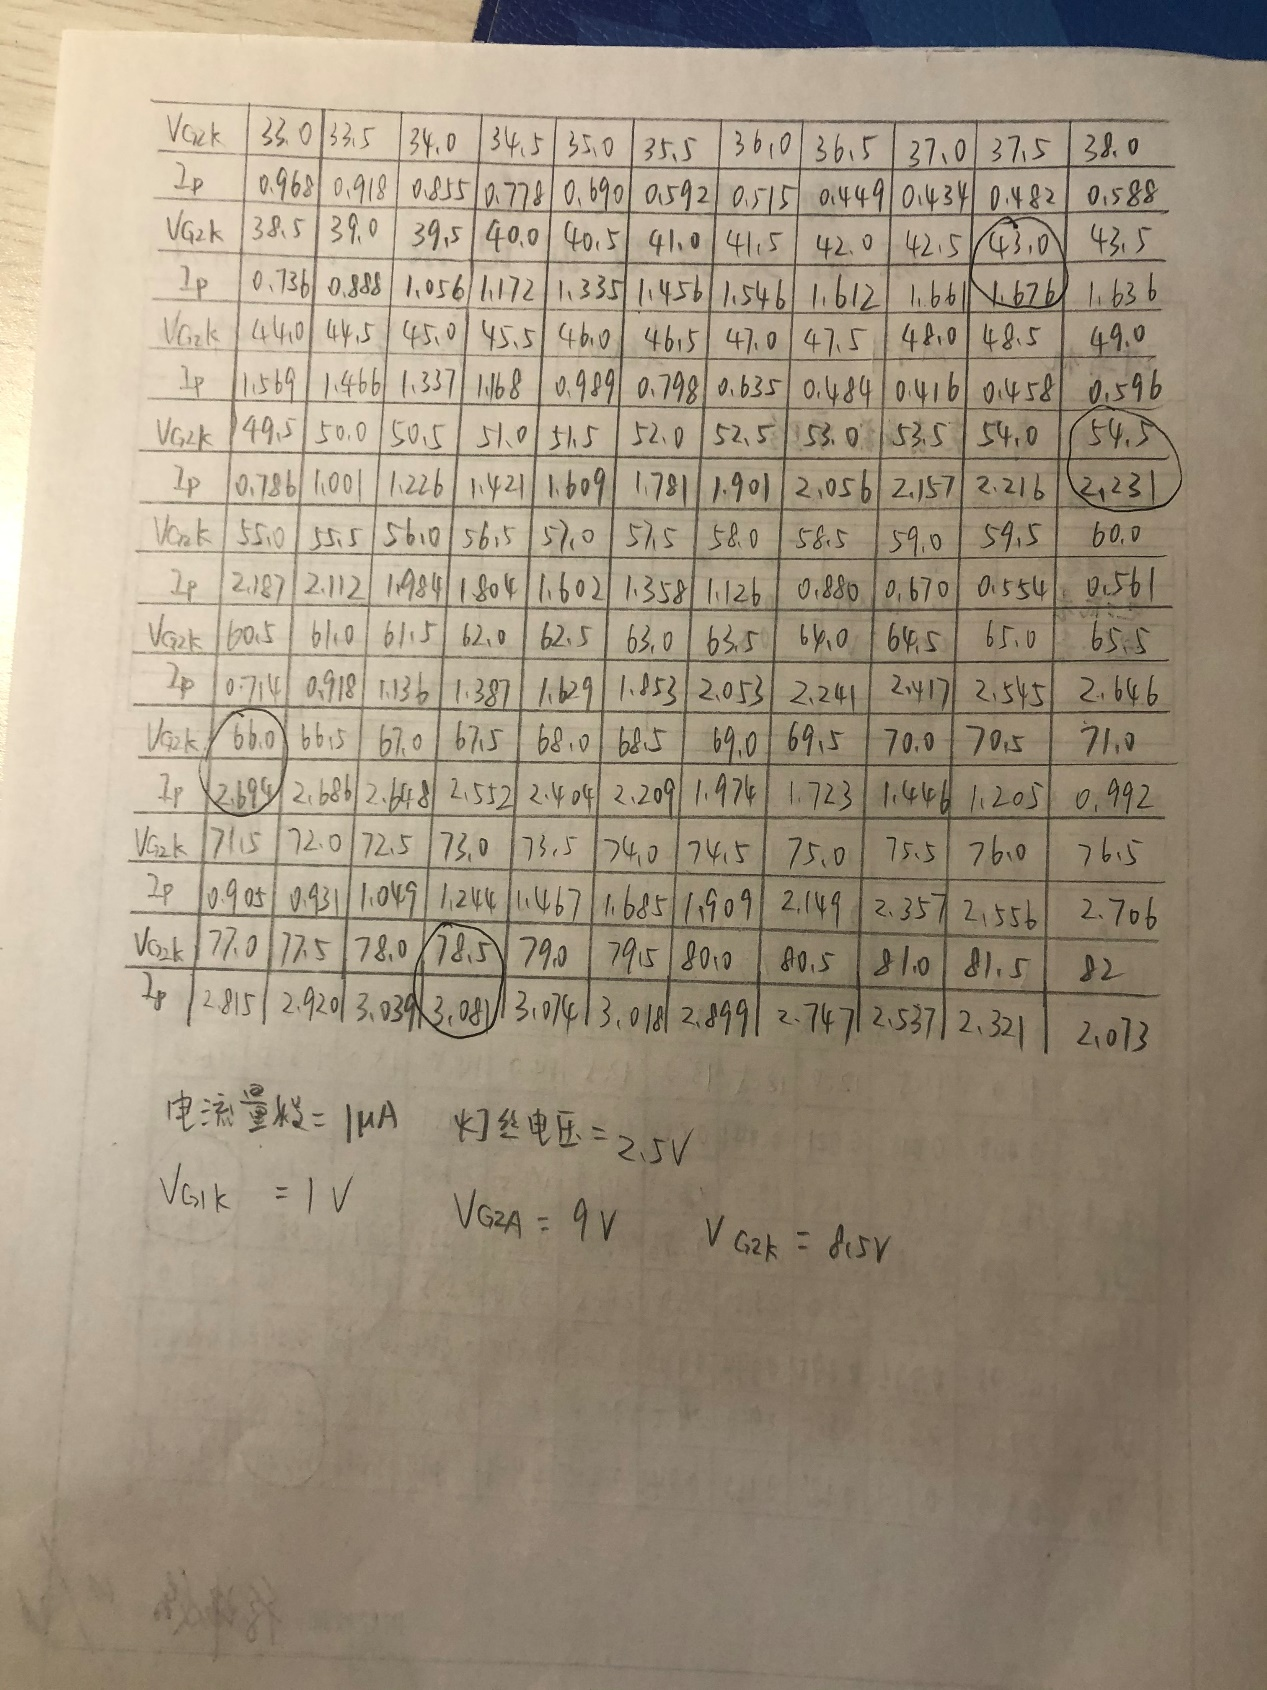 VG2K 33.0 33.5 34.0 34.5 35.0 35.5 36.0 36.5 37.0 37.5 38.0
Ip 0.968 0.918 0.855 0.778 0.690 0.592 0.515 0.449 0.434 0.482 0.588
VG2K 38.5 39.0 39.5 40.0 40.5 41.0 41.5 42.0 42.5 43.0 43.5
Ip 0.736 0.888 1.056 1.172 1.335 1.456 1.546 1.612 1.661 1.676 1.636
VG2K 44.0 44.5 45.0 45.5 46.0 46.5 47.0 47.5 48.0 48.5 49.0
Ip 1.569 1.466 1.337 1.168 0.989 0.798 0.635 0.484 0.416 0.458 0.596
VG2K 49.5 50.0 50.5 51.0 51.5 52.0 52.5 53.0 53.5 54.0 54.5
Ip 0.786 1.001 1.226 1.421 1.609 1.781 1.901 2.056 2.157 2.216 2.231
VG2K 55.0 55.5 56.0 56.5 57.0 57.5 58.0 58.5 59.0 59.5 60.0
Ip 2.187 2.112 1.984 1.804 1.602 1.358 1.126 0.880 0.670 0.554 0.561
VG2K 60.5 61.0 61.5 62.0 62.5 63.0 63.5 64.0 64.5 65.0 65.5
Ip 0.714 0.918 1.136 1.387 1.629 1.853 2.053 2.241 2.417 2.545 2.646
VG2K 66.0 66.5 67.0 67.5 68.0 68.5 69.0 69.5 70.0 70.5 71.0
Ip 2.694 2.686 2.648 2.552 2.404 2.209 1.974 1.723 1.446 1.205 0.992
VG2K 71.5 72.0 72.5 73.0 73.5 74.0 74.5 75.0 75.5 76.0 76.5
Ip 0.905 0.931 1.049 1.244 1.467 1.685 1.909 2.149 2.357 2.556 2.706
VG2K 77.0 77.5 78.0 78.5 79.0 79.5 80.0 80.5 81.0 81.5 82
Ip 2.815 2.920 3.039 3.081 3.074 3.018 2.899 2.747 2.537 2.321 2.073
电流量程=1μA 灯丝电压=2.5V
VG1K =1V VG2A=9V VG2K=8.5V